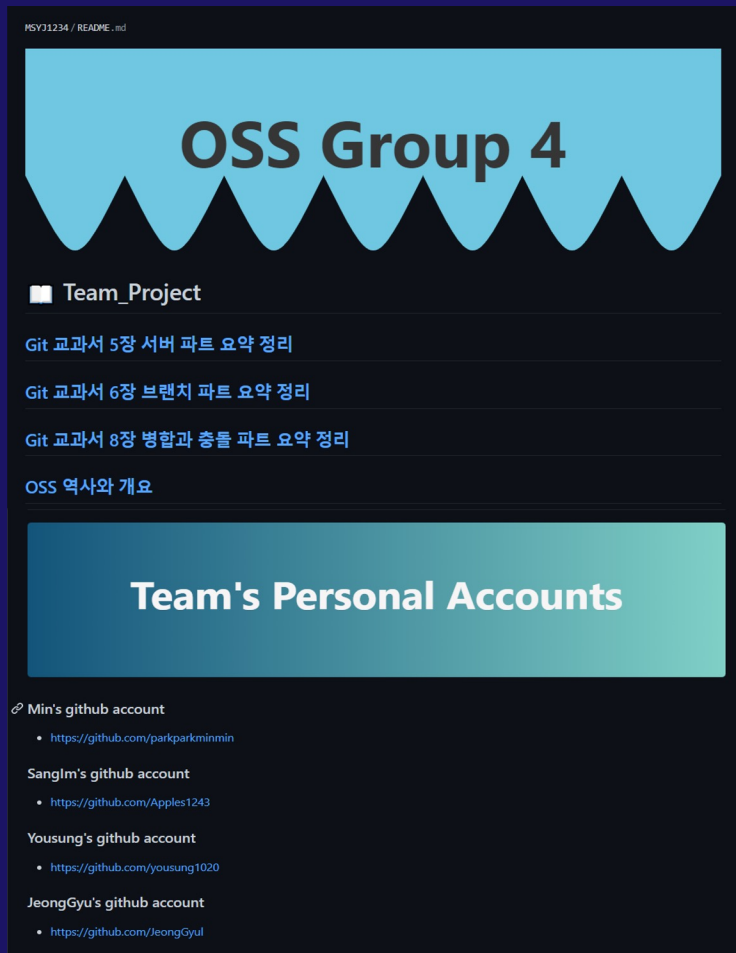 MSYJ1234 / README.md
OSS Group 4
Team_Project
Git 교과서 5장 서버 파트 요약 정리
Git 교과서 6장 브랜치 파트 요약 정리
Git 교과서 8장 병합과 충돌 파트 요약 정리
OSS 역사와 개요
Team's Personal Accounts
Min's github account
https://github.com/parkparkminmin
SangIm's github account
https://github.com/Apples1243
Yousung's github account
https://github.com/yousung1020
JeongGyu's github account
https://github.com/JeongGyul